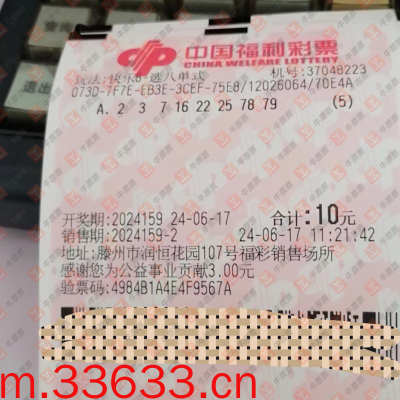 中国福利彩票
CHINA WELFARE LOTTERY
玩法:快乐8-选八单式 机号:37048223
073D-7F7E-EB3E-3CEF-75E8/12026064/70E4A
A. 2 3 7 16 22 25 78 79 (5)
开奖期:2024159 24-06-17 合计:10元
销售期:2024159-2 24-06-17 11:21:42
地址:滕州市润恒花园107号福彩销售场所
感谢您为公益事业贡献3.00元
验票码:4984B1A4E4F9567A
m.33633.cn
退出